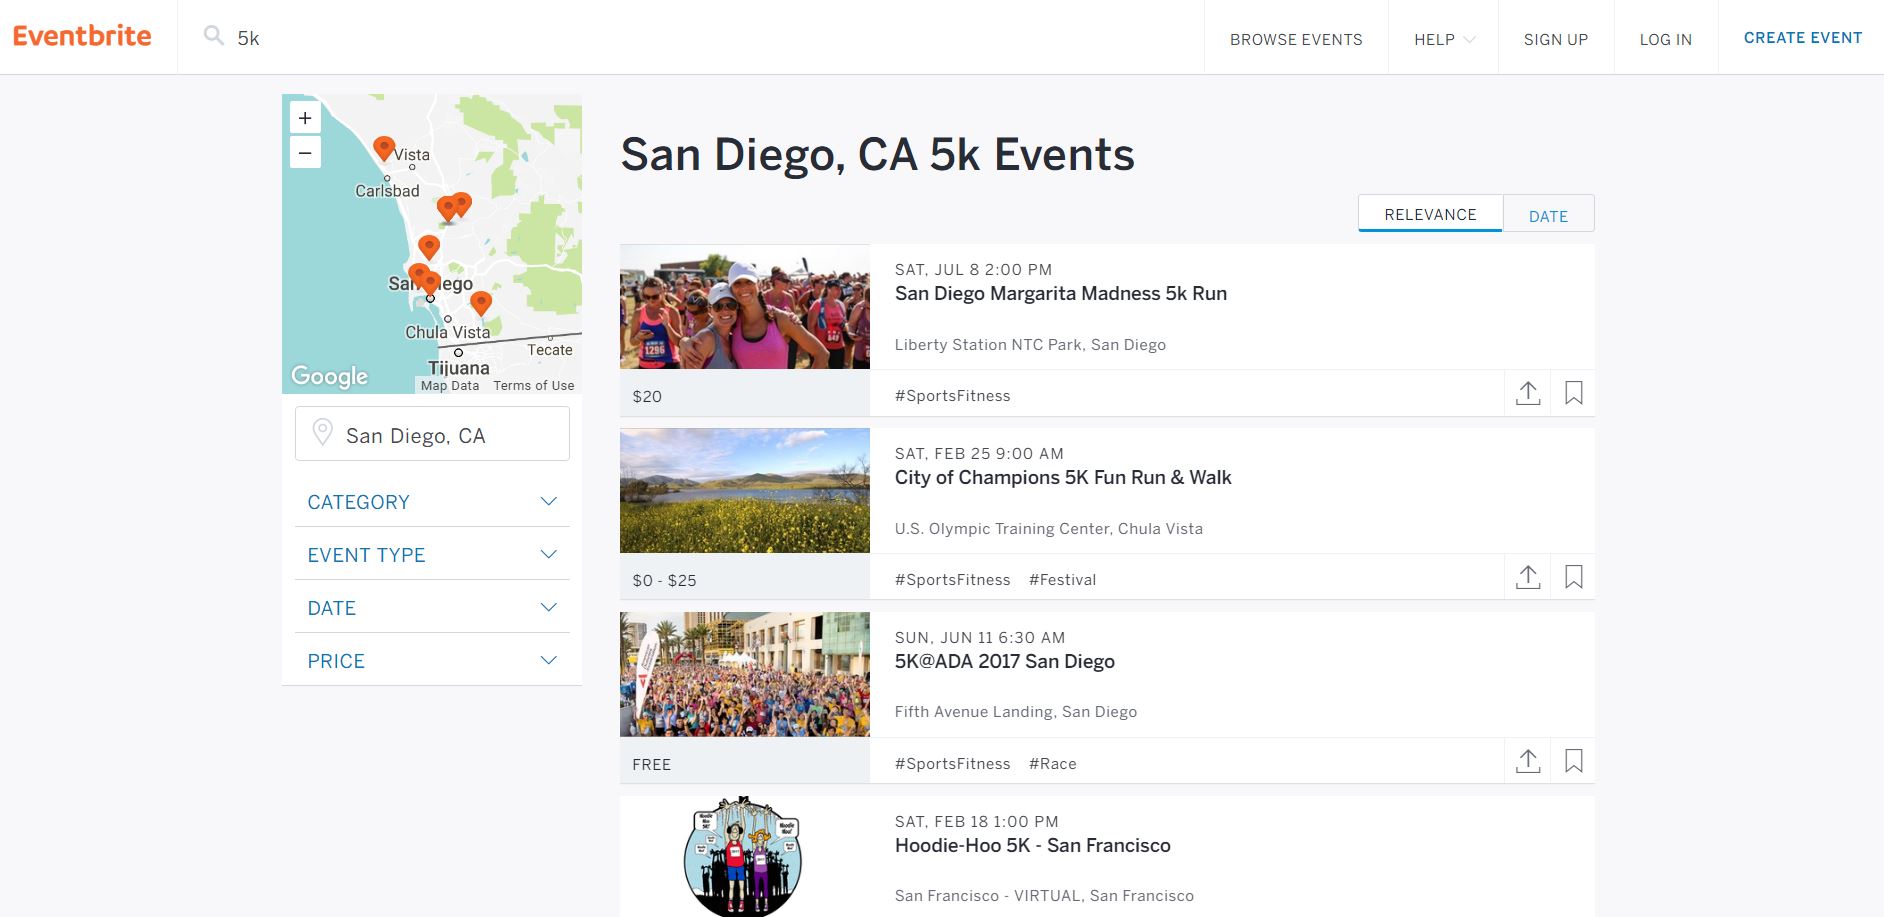 Eventbrite
5k
BROWSE EVENTS
HELP
SIGN UP
LOG IN
CREATE EVENT
+
−
Vista
Carlsbad
San Diego
Chula Vista
Tecate
Tijuana
Google
Map Data
Terms of Use
San Diego, CA
CATEGORY
EVENT TYPE
DATE
PRICE
San Diego, CA 5k Events
RELEVANCE
DATE
SAT, JUL 8 2:00 PM
San Diego Margarita Madness 5k Run
Liberty Station NTC Park, San Diego
1296
$20
#SportsFitness
SAT, FEB 25 9:00 AM
City of Champions 5K Fun Run & Walk
U.S. Olympic Training Center, Chula Vista
$0 - $25
#SportsFitness #Festival
SUN, JUN 11 6:30 AM
5K@ADA 2017 San Diego
Fifth Avenue Landing, San Diego
FREE
#SportsFitness #Race
SAT, FEB 18 1:00 PM
Hoodie-Hoo 5K - San Francisco
San Francisco - VIRTUAL, San Francisco